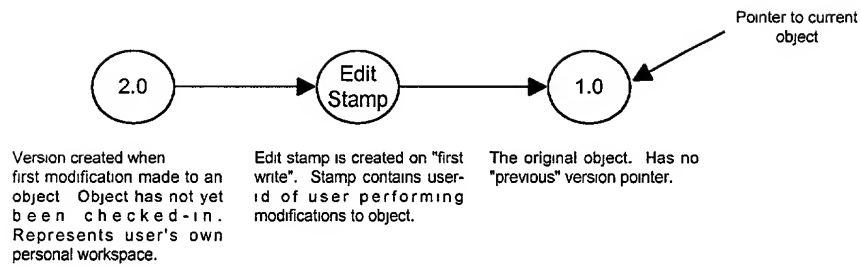 Pointer to current
object
2.0
Edit
Stamp
1.0
Version created when
first modification made to an
object Object has not yet
been checked-in.
Represents user's own
personal workspace.
Edit stamp is created on "first
write". Stamp contains user-
id of user performing
modifications to object.
The original object. Has no
"previous" version pointer.